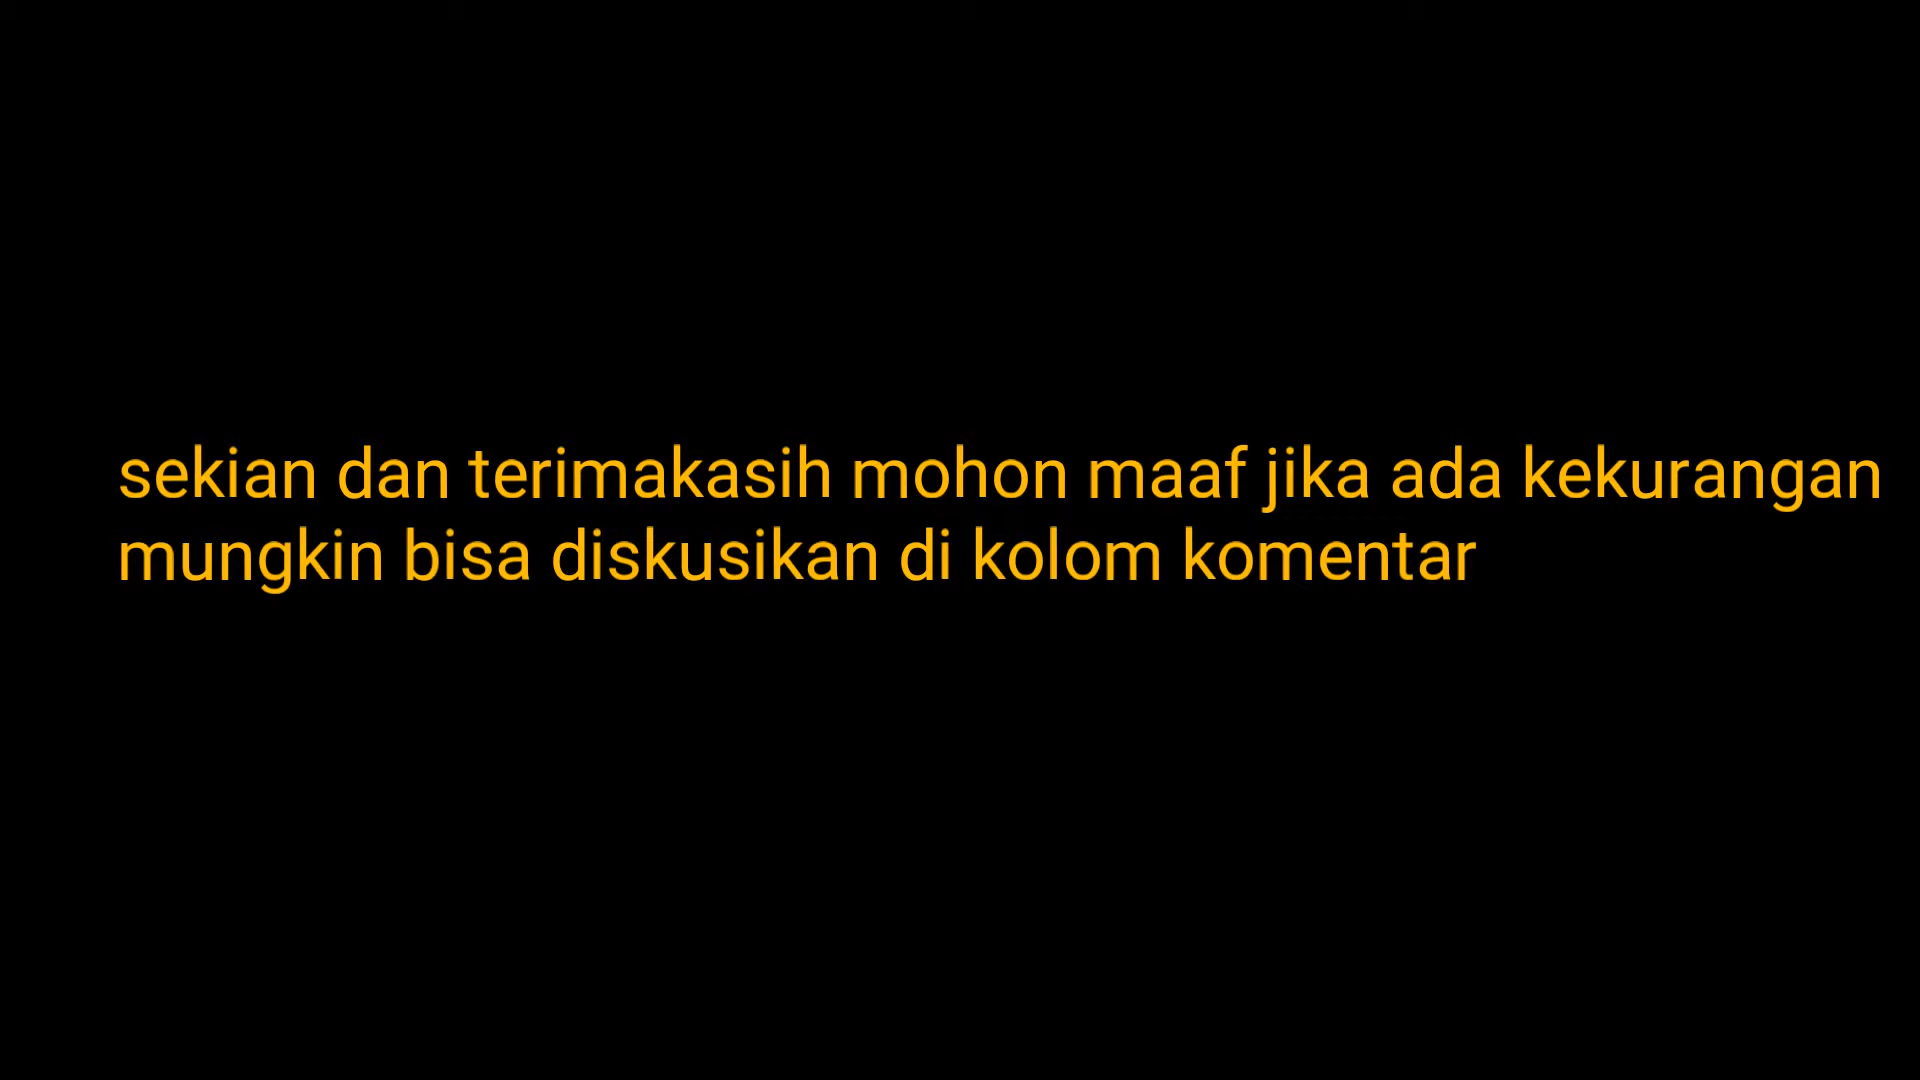 sekian dan terimakasih mohon maaf jika ada kekurangan
mungkin bisa diskusikan di kolom komentar